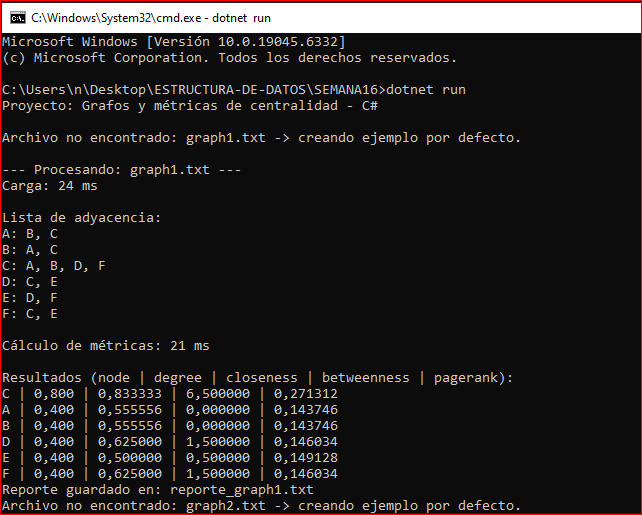 C:\Windows\System32\cmd.exe - dotnet run
Microsoft Windows [Versión 10.0.19045.6332]
(c) Microsoft Corporation. Todos los derechos reservados.
C:\Users\n\Desktop\ESTRUCTURA-DE-DATOS\SEMANA16>dotnet run
Proyecto: Grafos y métricas de centralidad - C#
Archivo no encontrado: graph1.txt -> creando ejemplo por defecto.
--- Procesando: graph1.txt ---
Carga: 24 ms
Lista de adyacencia:
A: B, C
B: A, C
C: A, B, D, F
D: C, E
E: D, F
F: C, E
Cálculo de métricas: 21 ms
Resultados (node | degree | closeness | betweenness | pagerank):
C | 0,800 | 0,833333 | 6,500000 | 0,271312
A | 0,400 | 0,555556 | 0,000000 | 0,143746
B | 0,400 | 0,555556 | 0,000000 | 0,143746
D | 0,400 | 0,625000 | 1,500000 | 0,146034
E | 0,400 | 0,500000 | 0,500000 | 0,149128
F | 0,400 | 0,625000 | 1,500000 | 0,146034
Reporte guardado en: reporte_graph1.txt
Archivo no encontrado: graph2.txt -> creando ejemplo por defecto.